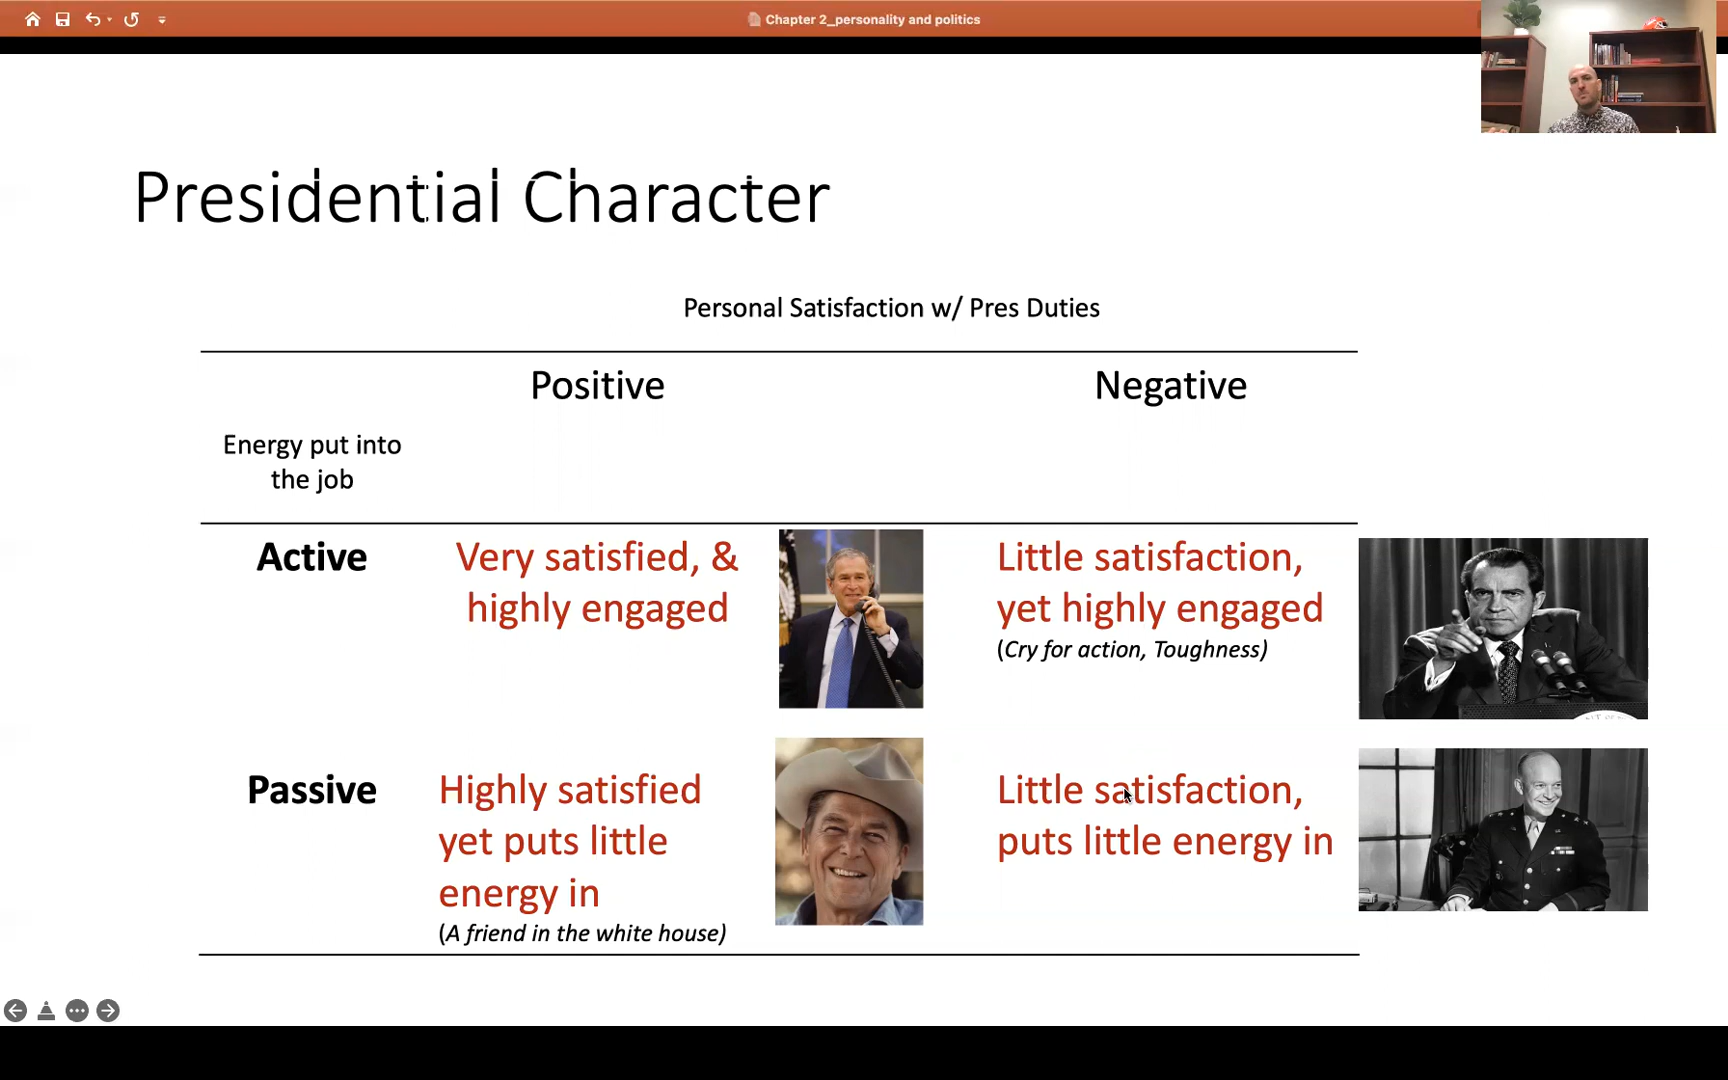 Chapter 2_personality and politics
Presidential Character
Personal Satisfaction w/ Pres Duties
Positive
Negative
Energy put into
the job
Active
Very satisfied, &
highly engaged
Little satisfaction,
yet highly engaged
(Cry for action, Toughness)
Passive
Highly satisfied
yet puts little
energy in
(A friend in the white house)
Little satisfaction,
puts little energy in